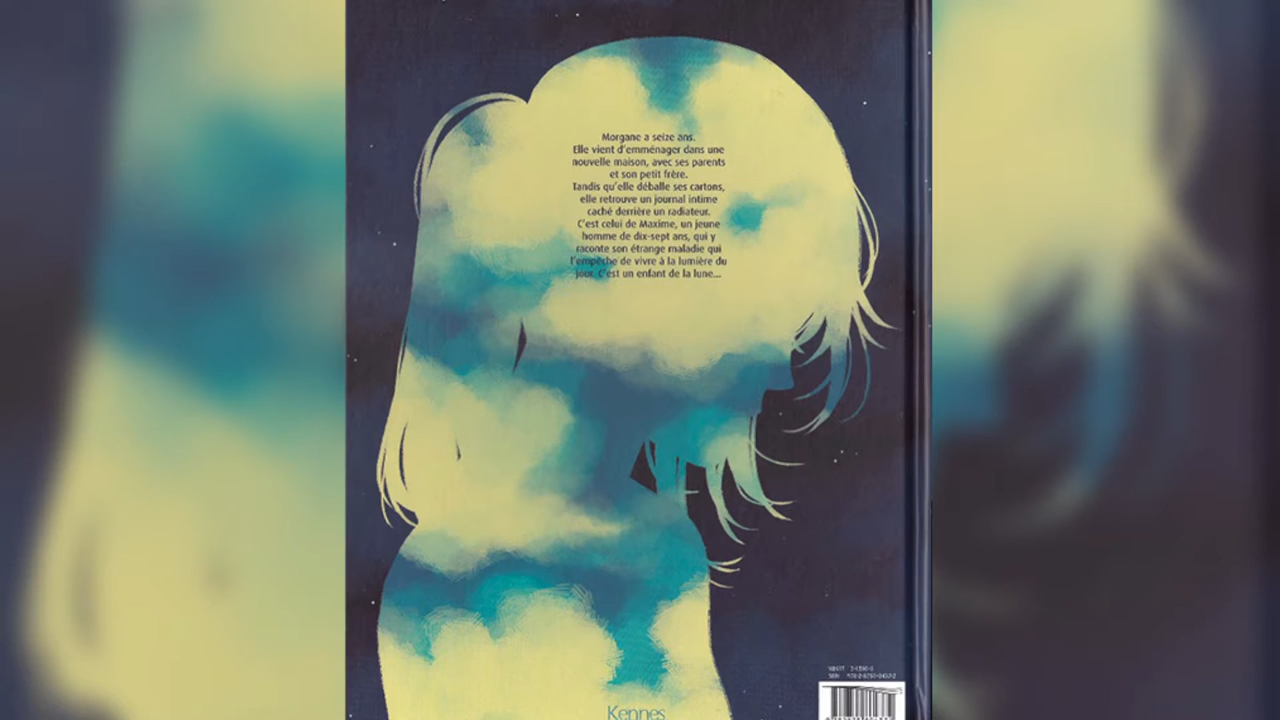 Morgane a seize ans.
Elle vient d'emménager dans une
nouvelle maison, avec ses parents
et son petit frère.
Tandis qu'elle déballe ses cartons,
elle retrouve un journal intime
caché derrière un radiateur.
C'est celui de Maxime, un jeune
homme de dix-sept ans, qui y
raconte son étrange maladie qui
l'empêche de vivre à la lumière du
jour. C'est un enfant de la lune...
ISBN
Kennes